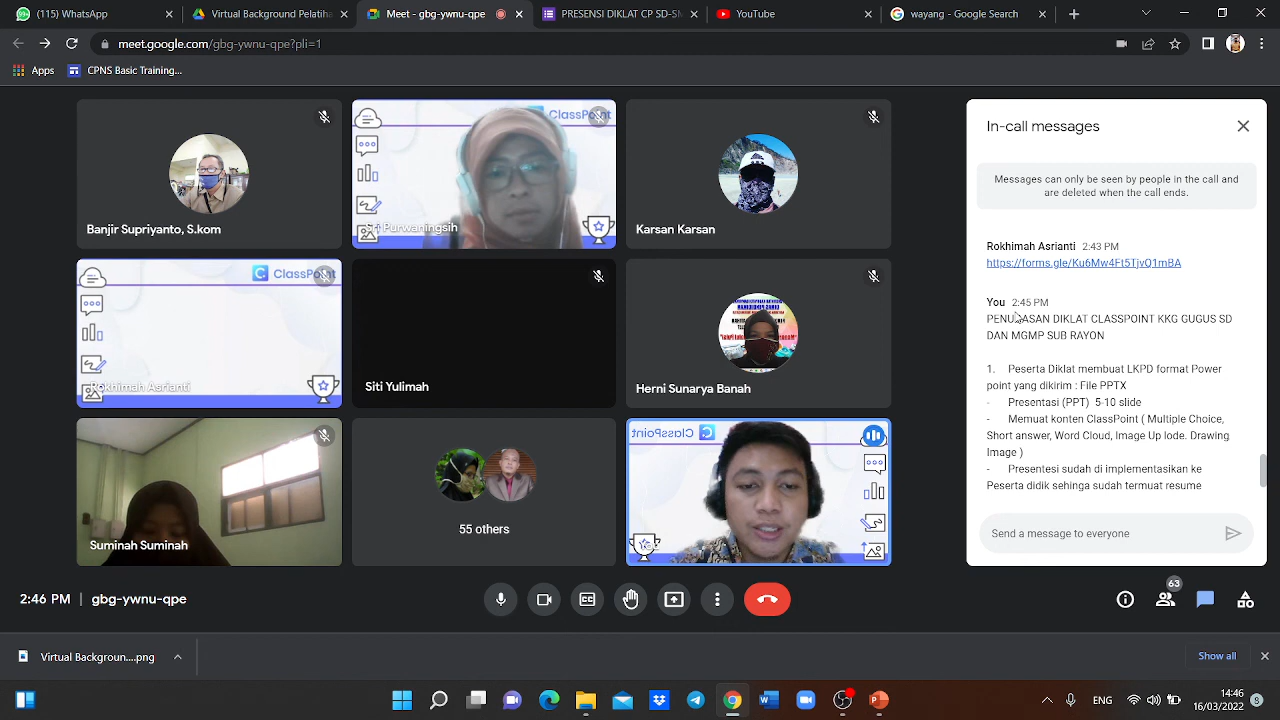 (15) WhatsApp
Virtual Background Pelatiha
Meet - gbg-ywnu-qpe
PRESENSI DIKLAT CP SD-SN
YouTube
wayang - Google Search
meet.google.com/gbg-ywnu-qpe?pli=1
Apps
CPNS Basic Training...
Banjir Supriyanto, S.kom
ClassPoint
Sri Purwaningsih
Karsan Karsan
ClassPoint
Rokhimah Asrianti
Siti Yulimah
Herni Sunarya Banah
Suminah Suminah
55 others
ClassPoint
In-call messages
Messages can only be seen by people in the call and
are deleted when the call ends.
Rokhimah Asrianti 2:43 PM
https://forms.gle/Ku6Mw4Ft5TjvQ1mBA
You 2:45 PM
PENUGASAN DIKLAT CLASSPOINT KKG GUGUS SD
DAN MGMP SUB RAYON
1. Peserta Diklat membuat LKPD format Power
point yang dikirim : File PPTX
- Presentasi (PPT) 5-10 slide
- Memuat konten ClassPoint ( Multiple Choice,
Short answer, Word Cloud, Image Up lode. Drawing
Image )
- Presentesi sudah di implementasikan ke
Peserta didik sehinga sudah termuat resume
Send a message to everyone
2:46 PM | gbg-ywnu-qpe
63
Virtual Backgroun....png
Show all
ENG
14:46
16/03/2022